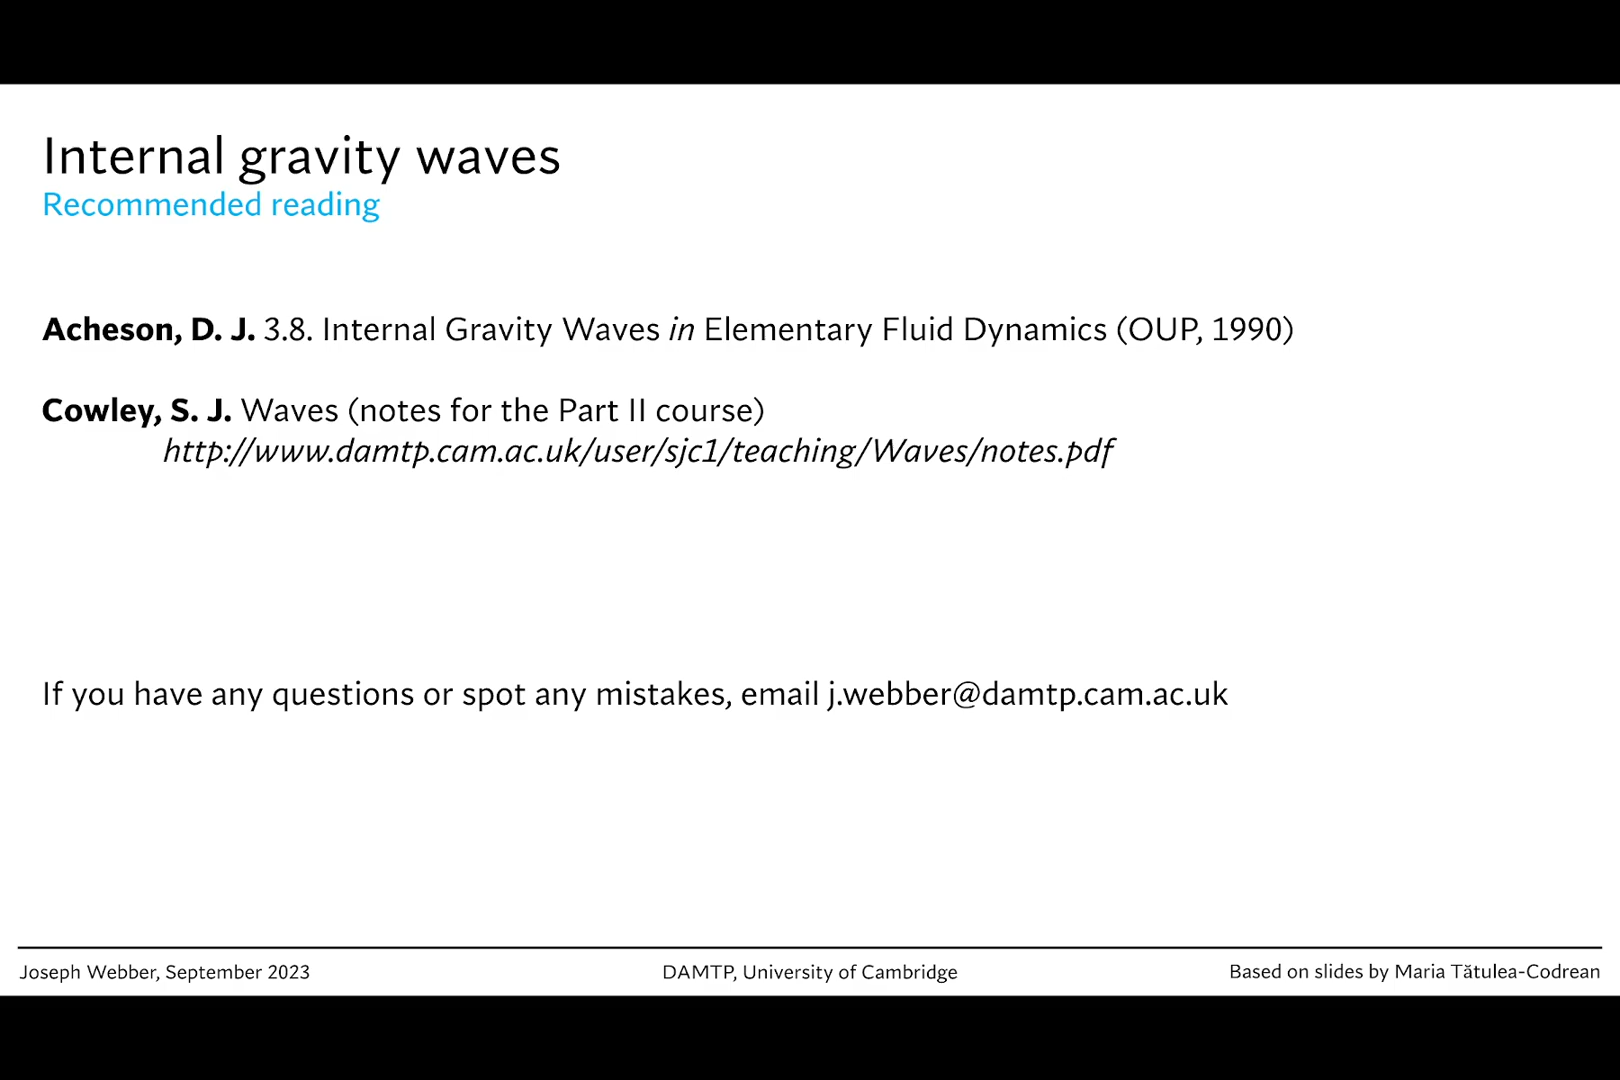 Internal gravity waves
Recommended reading
Acheson, D. J. 3.8. Internal Gravity Waves in Elementary Fluid Dynamics (OUP, 1990)
Cowley, S. J. Waves (notes for the Part II course)
http://www.damtp.cam.ac.uk/user/sjc1/teaching/Waves/notes.pdf
If you have any questions or spot any mistakes, email j.webber@damtp.cam.ac.uk
Joseph Webber, September 2023
DAMTP, University of Cambridge
Based on slides by Maria Tătulea-Codrean